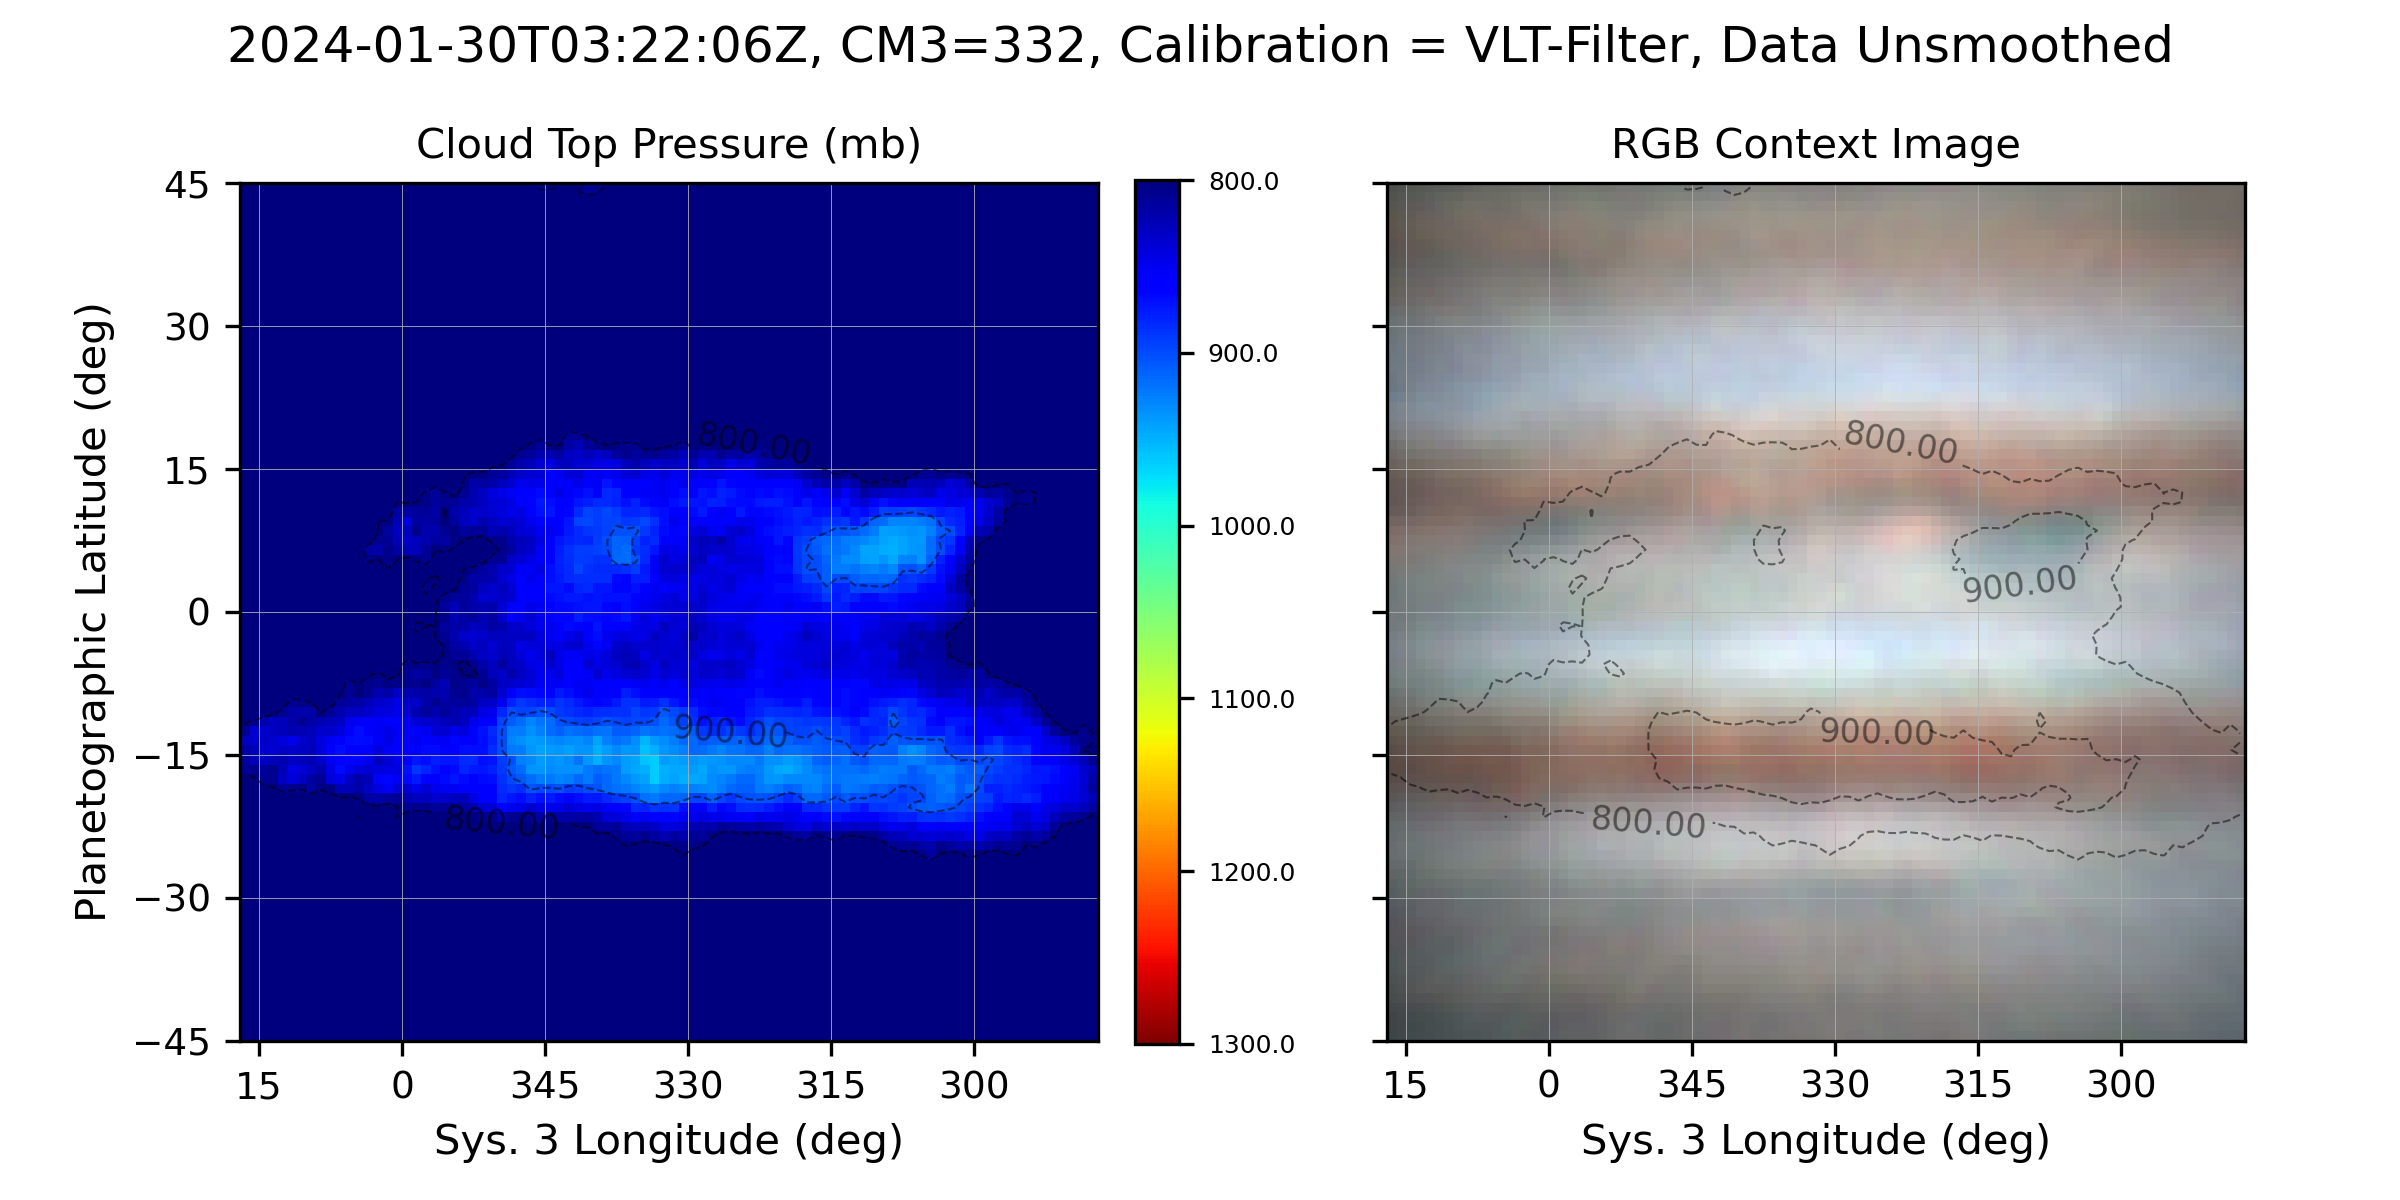 2024-01-30T03:22:06Z, CM3=332, Calibration = VLT-Filter, Data Unsmoothed
Cloud Top Pressure (mb)
RGB Context Image
Planetographic Latitude (deg)
45
30
15
0
−15
−30
−45
15 0 345 330 315 300
Sys. 3 Longitude (deg)
800.00
900.00
800.00
800.0
900.0
1000.0
1100.0
1200.0
1300.0
800.00
900.00
900.00
800.00
15 0 345 330 315 300
Sys. 3 Longitude (deg)